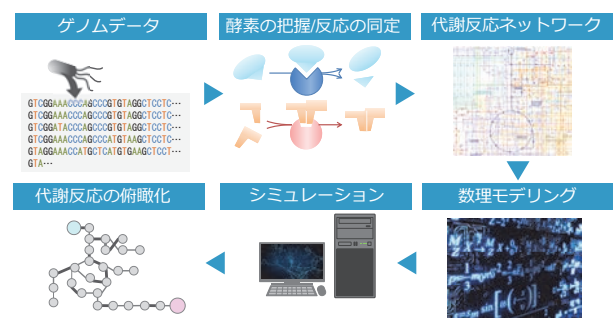 ゲノムデータ
酵素の把握/反応の同定
代謝反応ネットワーク
GTCGGAAACCCAGCCCGTGTAGGCTCCTC…
GTCGGAAACCCAGCCCGTGTAGGCTCCTC…
GTCGGATACCCAGCCCGTGTAGGCTCCTC…
GTCGGAAACCCAGCCCATGTAAGCTCCTC…
GTAGGAAACCATGCTCATGTGAAGCTCCT…
GTA…
代謝反応の俯瞰化
シミュレーション
数理モデリング